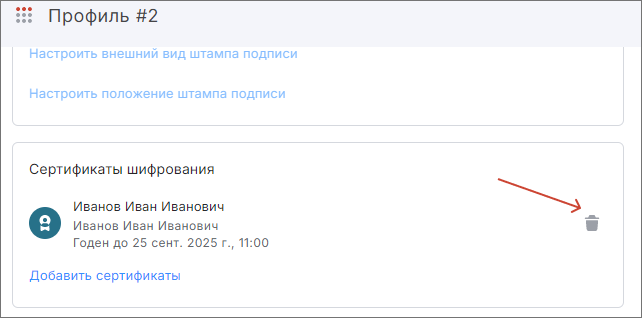 Профиль #2
Настроить внешний вид штампа подписи
Настроить положение штампа подписи
Сертификаты шифрования
Иванов Иван Иванович
Иванов Иван Иванович
Годен до 25 сент. 2025 г., 11:00
Добавить сертификаты